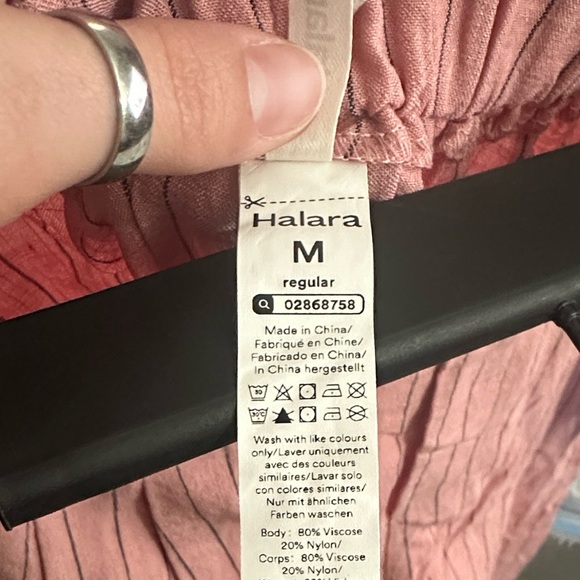 Halara
M
regular
02868758
Made in China/
Fabriqué en Chine/
Fabricado en China/
In China hergestellt
30
30°C
Wash with like colours
only/Laver uniquement
avec des couleurs
similaires/Lavar solo
con colores similares/
Nur mit ähnlichen
Farben waschen
Body: 80% Viscose
20% Nylon/
Corps: 80% Viscose
20% Nylon/